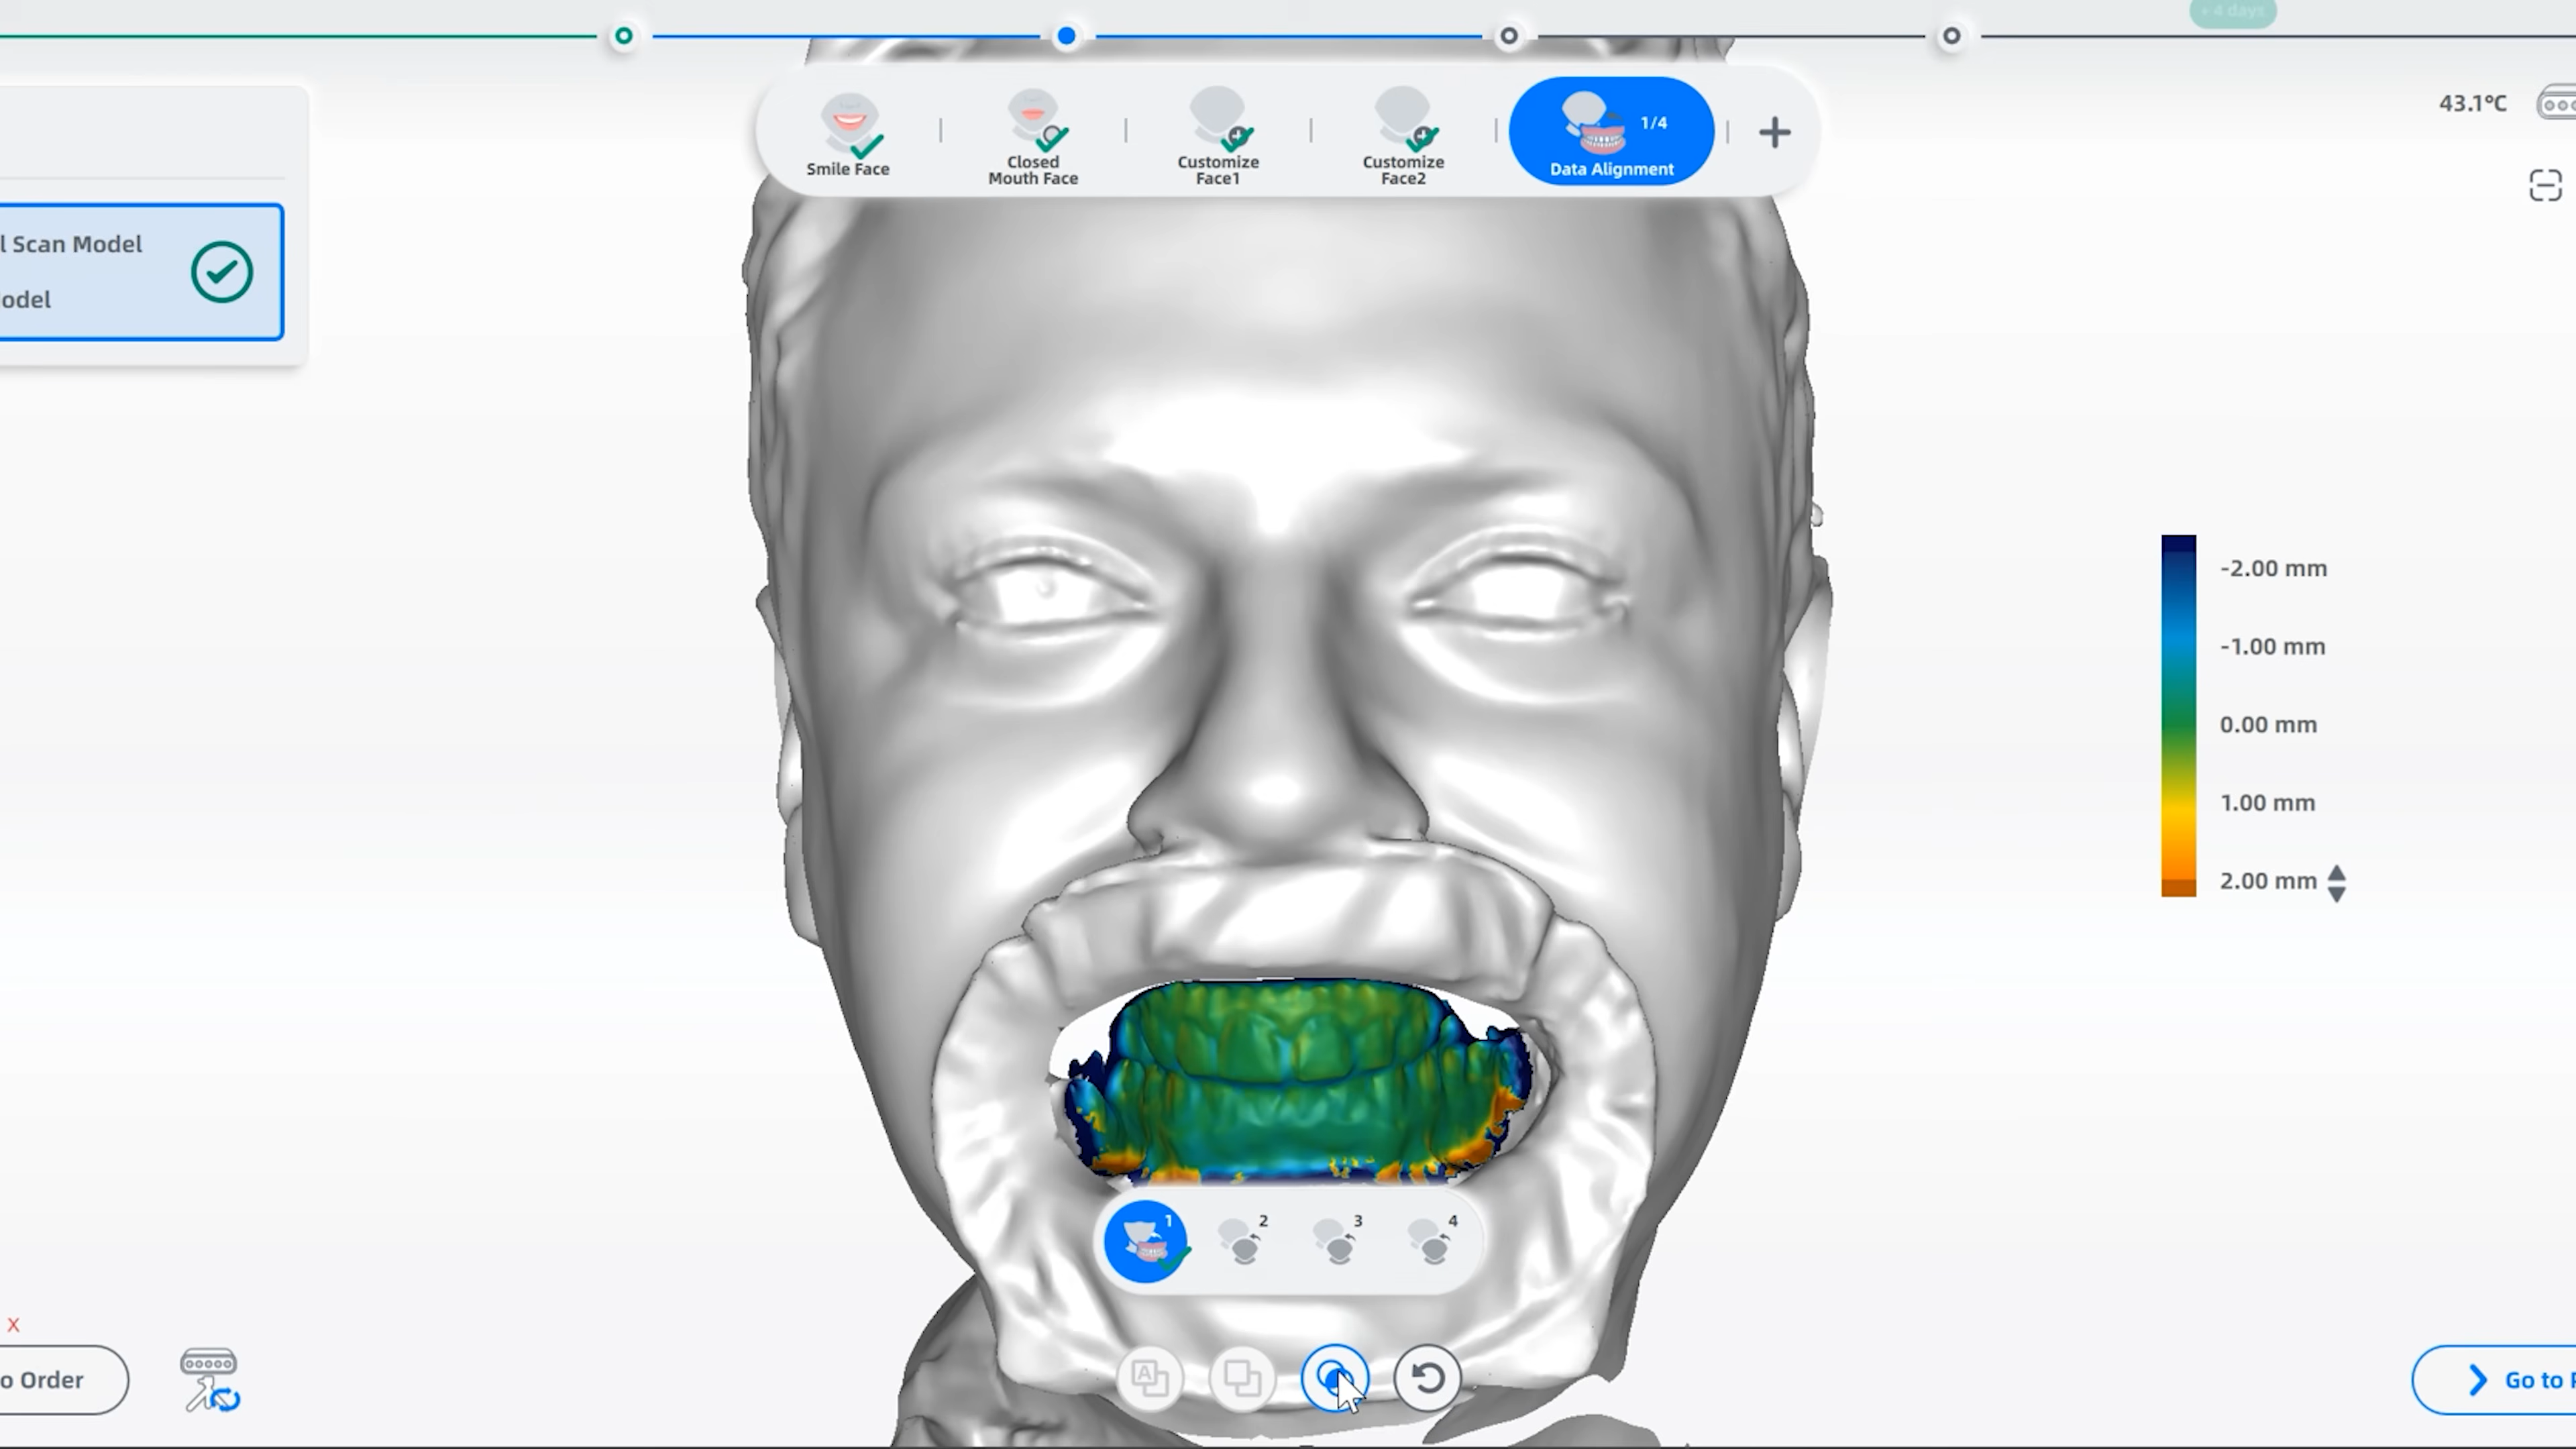 + 4 days
43.1°C
Smile Face
Closed
Mouth Face
Customize
Face1
Customize
Face2
1/4
Data Alignment
l Scan Model
odel
-2.00 mm
-1.00 mm
0.00 mm
1.00 mm
2.00 mm
1
2
3
4
x
o Order
A
Go to